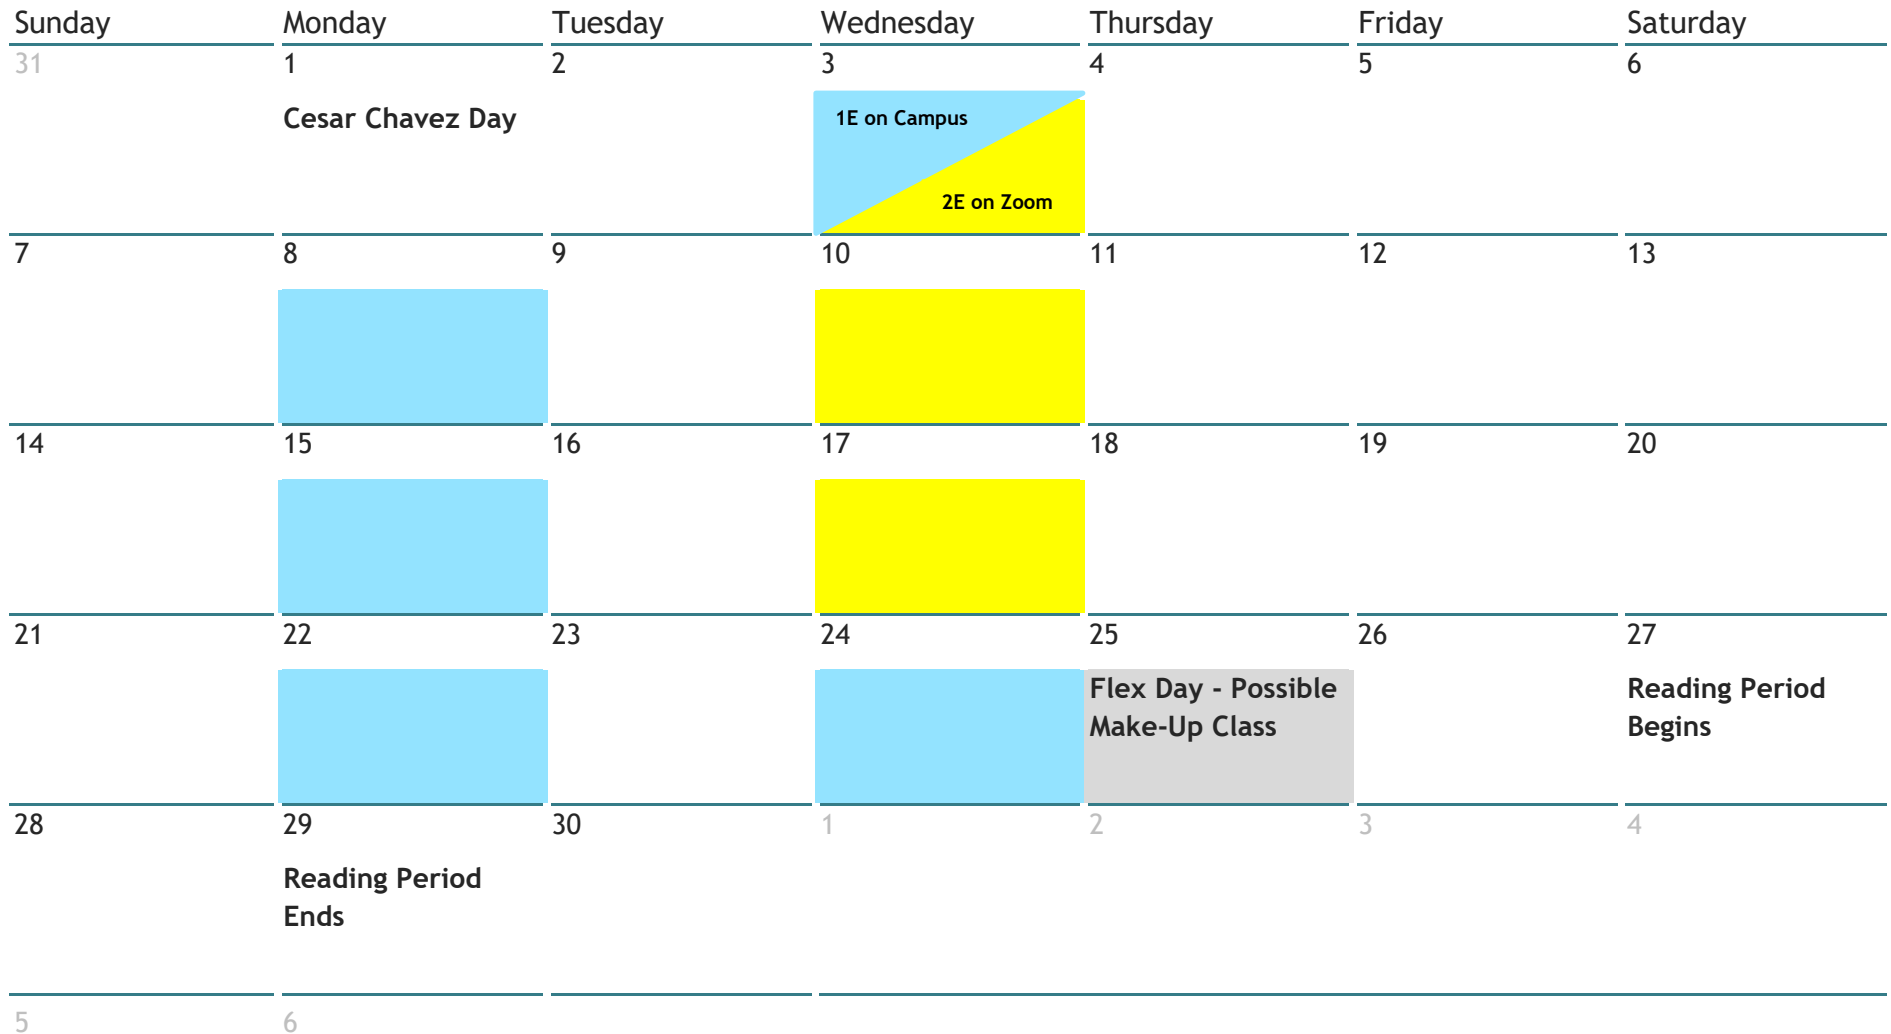 Sunday Monday Tuesday Wednesday Thursday Friday Saturday
31 1 2 3 4 5 6
Cesar Chavez Day
1E on Campus
2E on Zoom
7 8 9 10 11 12 13
14 15 16 17 18 19 20
21 22 23 24 25 26 27
Flex Day - Possible
Make-Up Class
Reading Period
Begins
28 29 30 1 2 3 4
Reading Period
Ends
5 6